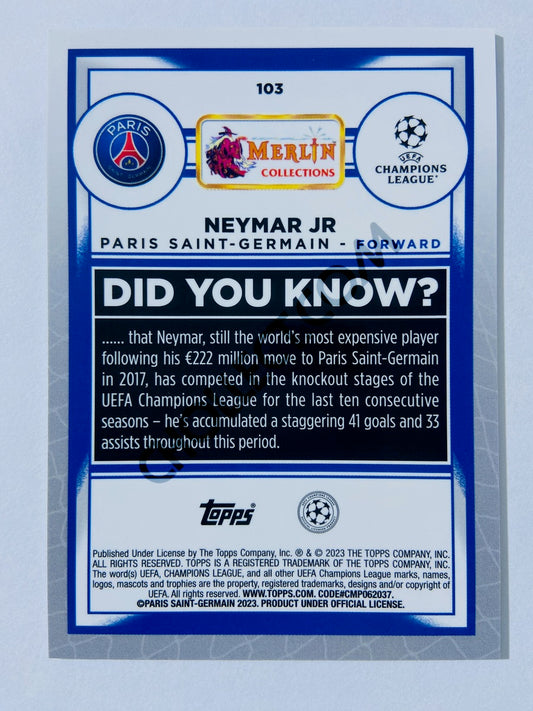 103
PARIS
SAINT-GERMAIN
MERLIN
COLLECTIONS
UEFA
CHAMPIONS
LEAGUE®
NEYMAR JR
PARIS SAINT-GERMAIN - FORWARD
DID YOU KNOW?
...... that Neymar, still the world's most expensive player
following his €222 million move to Paris Saint-Germain
in 2017, has competed in the knockout stages of the
UEFA Champions League for the last ten consecutive
seasons – he's accumulated a staggering 41 goals and 33
assists throughout this period.
topps®
Published Under License by The Topps Company, Inc. ® & © 2023 THE TOPPS COMPANY, INC.
ALL RIGHTS RESERVED. TOPPS IS A REGISTERED TRADEMARK OF THE TOPPS COMPANY, INC.
The word(s) UEFA, CHAMPIONS LEAGUE, and all other UEFA Champions League marks, names,
logos, mascots and trophies are the property, registered trademarks, designs and/or copyright of
UEFA. All rights reserved. WWW.TOPPS.COM. CODE#CMP062037.
©PARIS SAINT-GERMAIN 2023. PRODUCT UNDER OFFICIAL LICENSE.